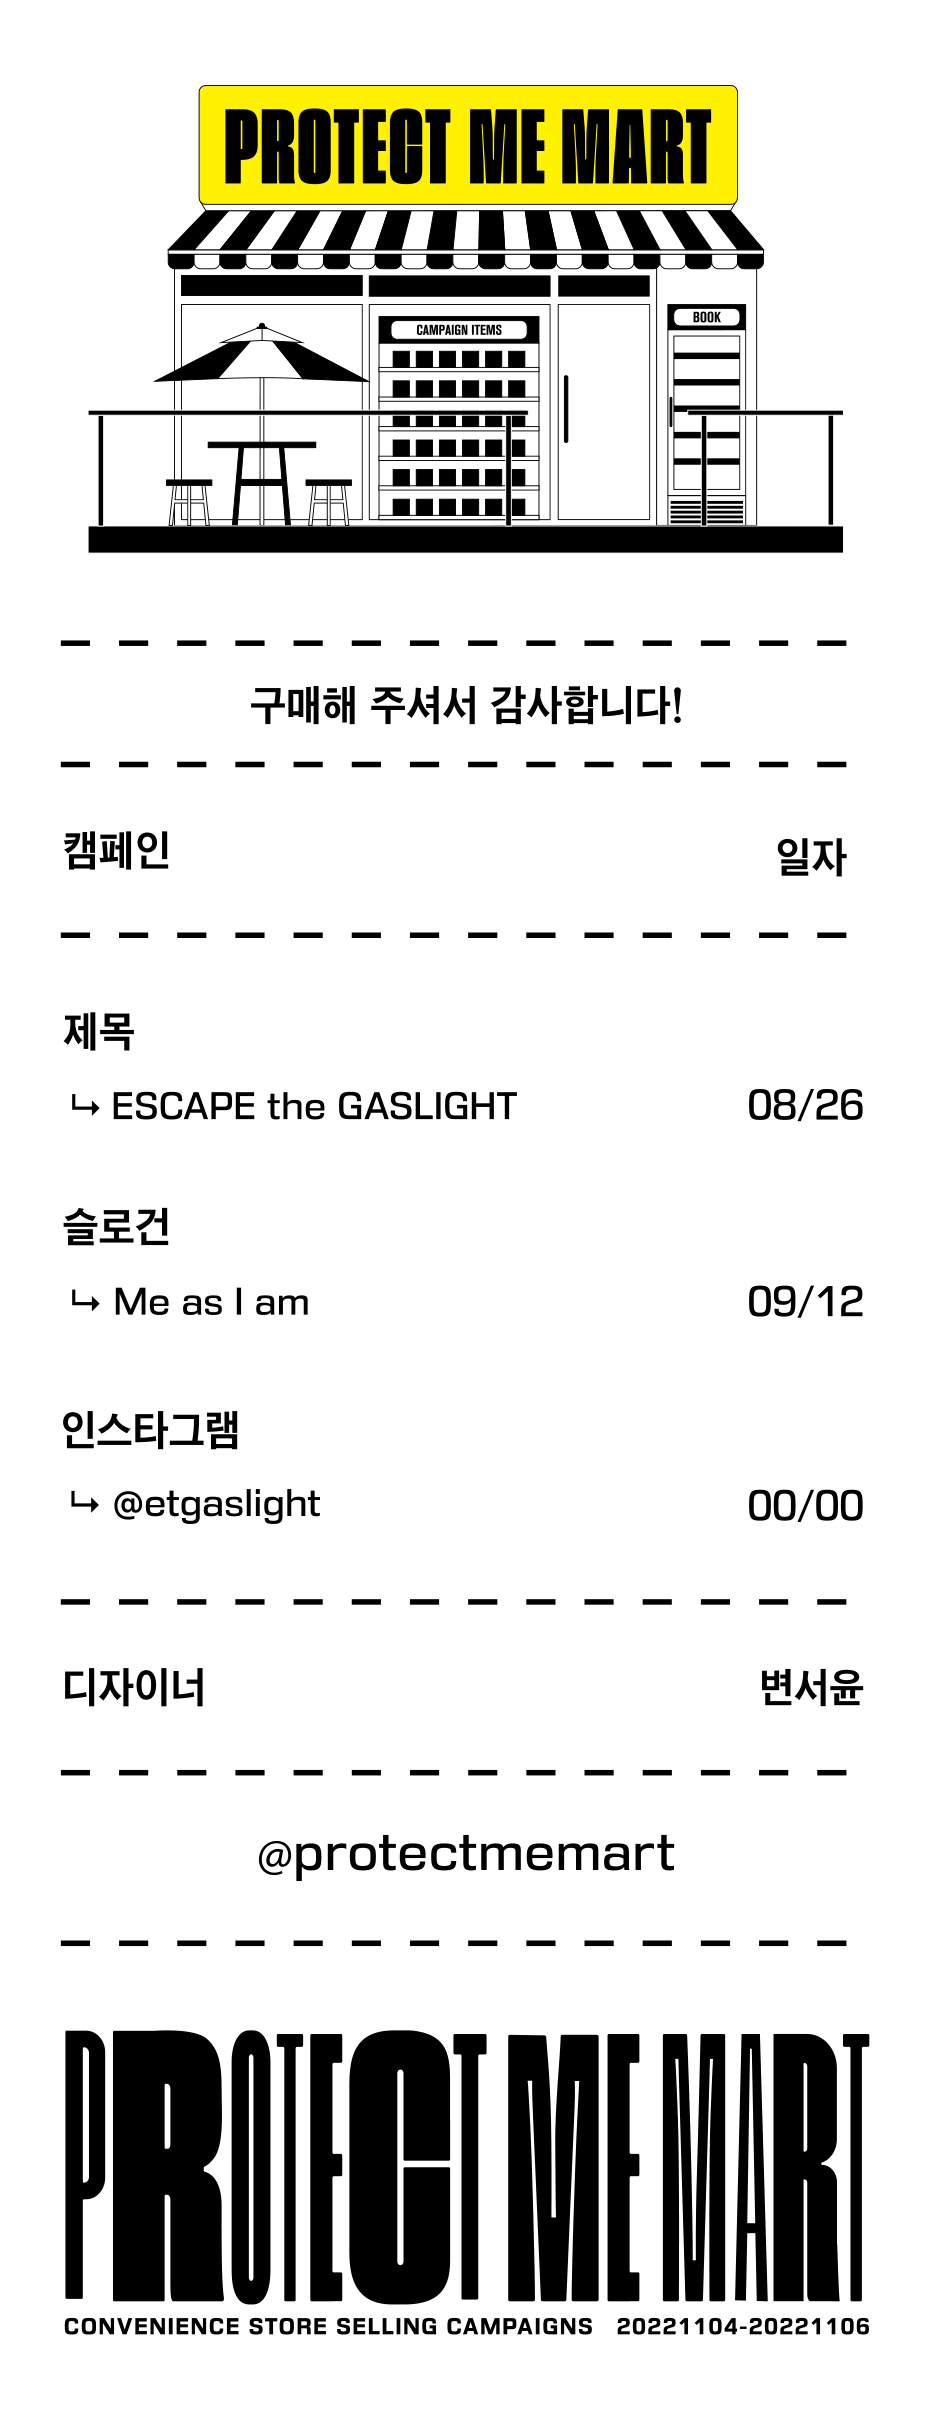 PROTECT ME MART
CAMPAIGN ITEMS
BOOK
구매해 주셔서 감사합니다!
캠페인 일자
제목
↳ ESCAPE the GASLIGHT 08/26
슬로건
↳ Me as I am 09/12
인스타그램
↳ @etgaslight 00/00
디자이너 변서윤
@protectmemart
PROTECT ME MART
CONVENIENCE STORE SELLING CAMPAIGNS 20221104-20221106